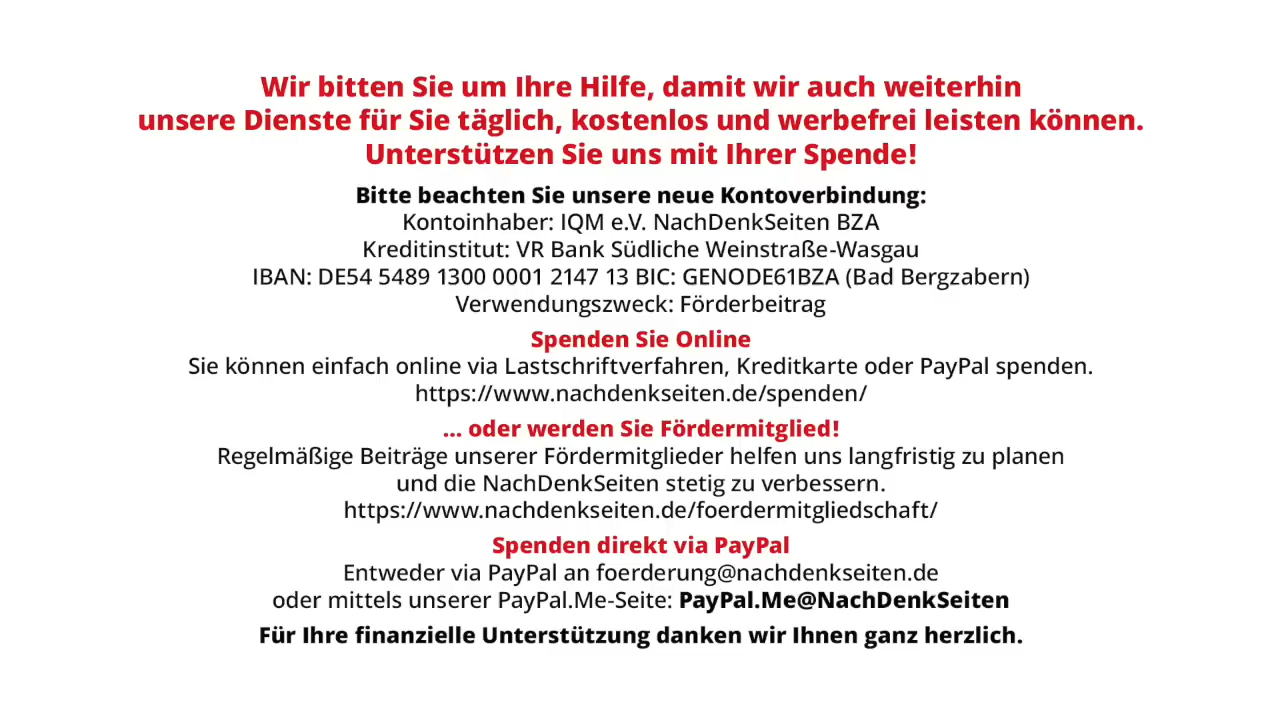 Wir bitten Sie um Ihre Hilfe, damit wir auch weiterhin
unsere Dienste für Sie täglich, kostenlos und werbefrei leisten können.
Unterstützen Sie uns mit Ihrer Spende!
Bitte beachten Sie unsere neue Kontoverbindung:
Kontoinhaber: IQM e.V. NachDenkSeiten BZA
Kreditinstitut: VR Bank Südliche Weinstraße-Wasgau
IBAN: DE54 5489 1300 0001 2147 13 BIC: GENODE61BZA (Bad Bergzabern)
Verwendungszweck: Förderbeitrag
Spenden Sie Online
Sie können einfach online via Lastschriftverfahren, Kreditkarte oder PayPal spenden.
https://www.nachdenkseiten.de/spenden/
... oder werden Sie Fördermitglied!
Regelmäßige Beiträge unserer Fördermitglieder helfen uns langfristig zu planen
und die NachDenkSeiten stetig zu verbessern.
https://www.nachdenkseiten.de/foerdermitgliedschaft/
Spenden direkt via PayPal
Entweder via PayPal an foerderung@nachdenkseiten.de
oder mittels unserer PayPal.Me-Seite: PayPal.Me@NachDenkSeiten
Für Ihre finanzielle Unterstützung danken wir Ihnen ganz herzlich.